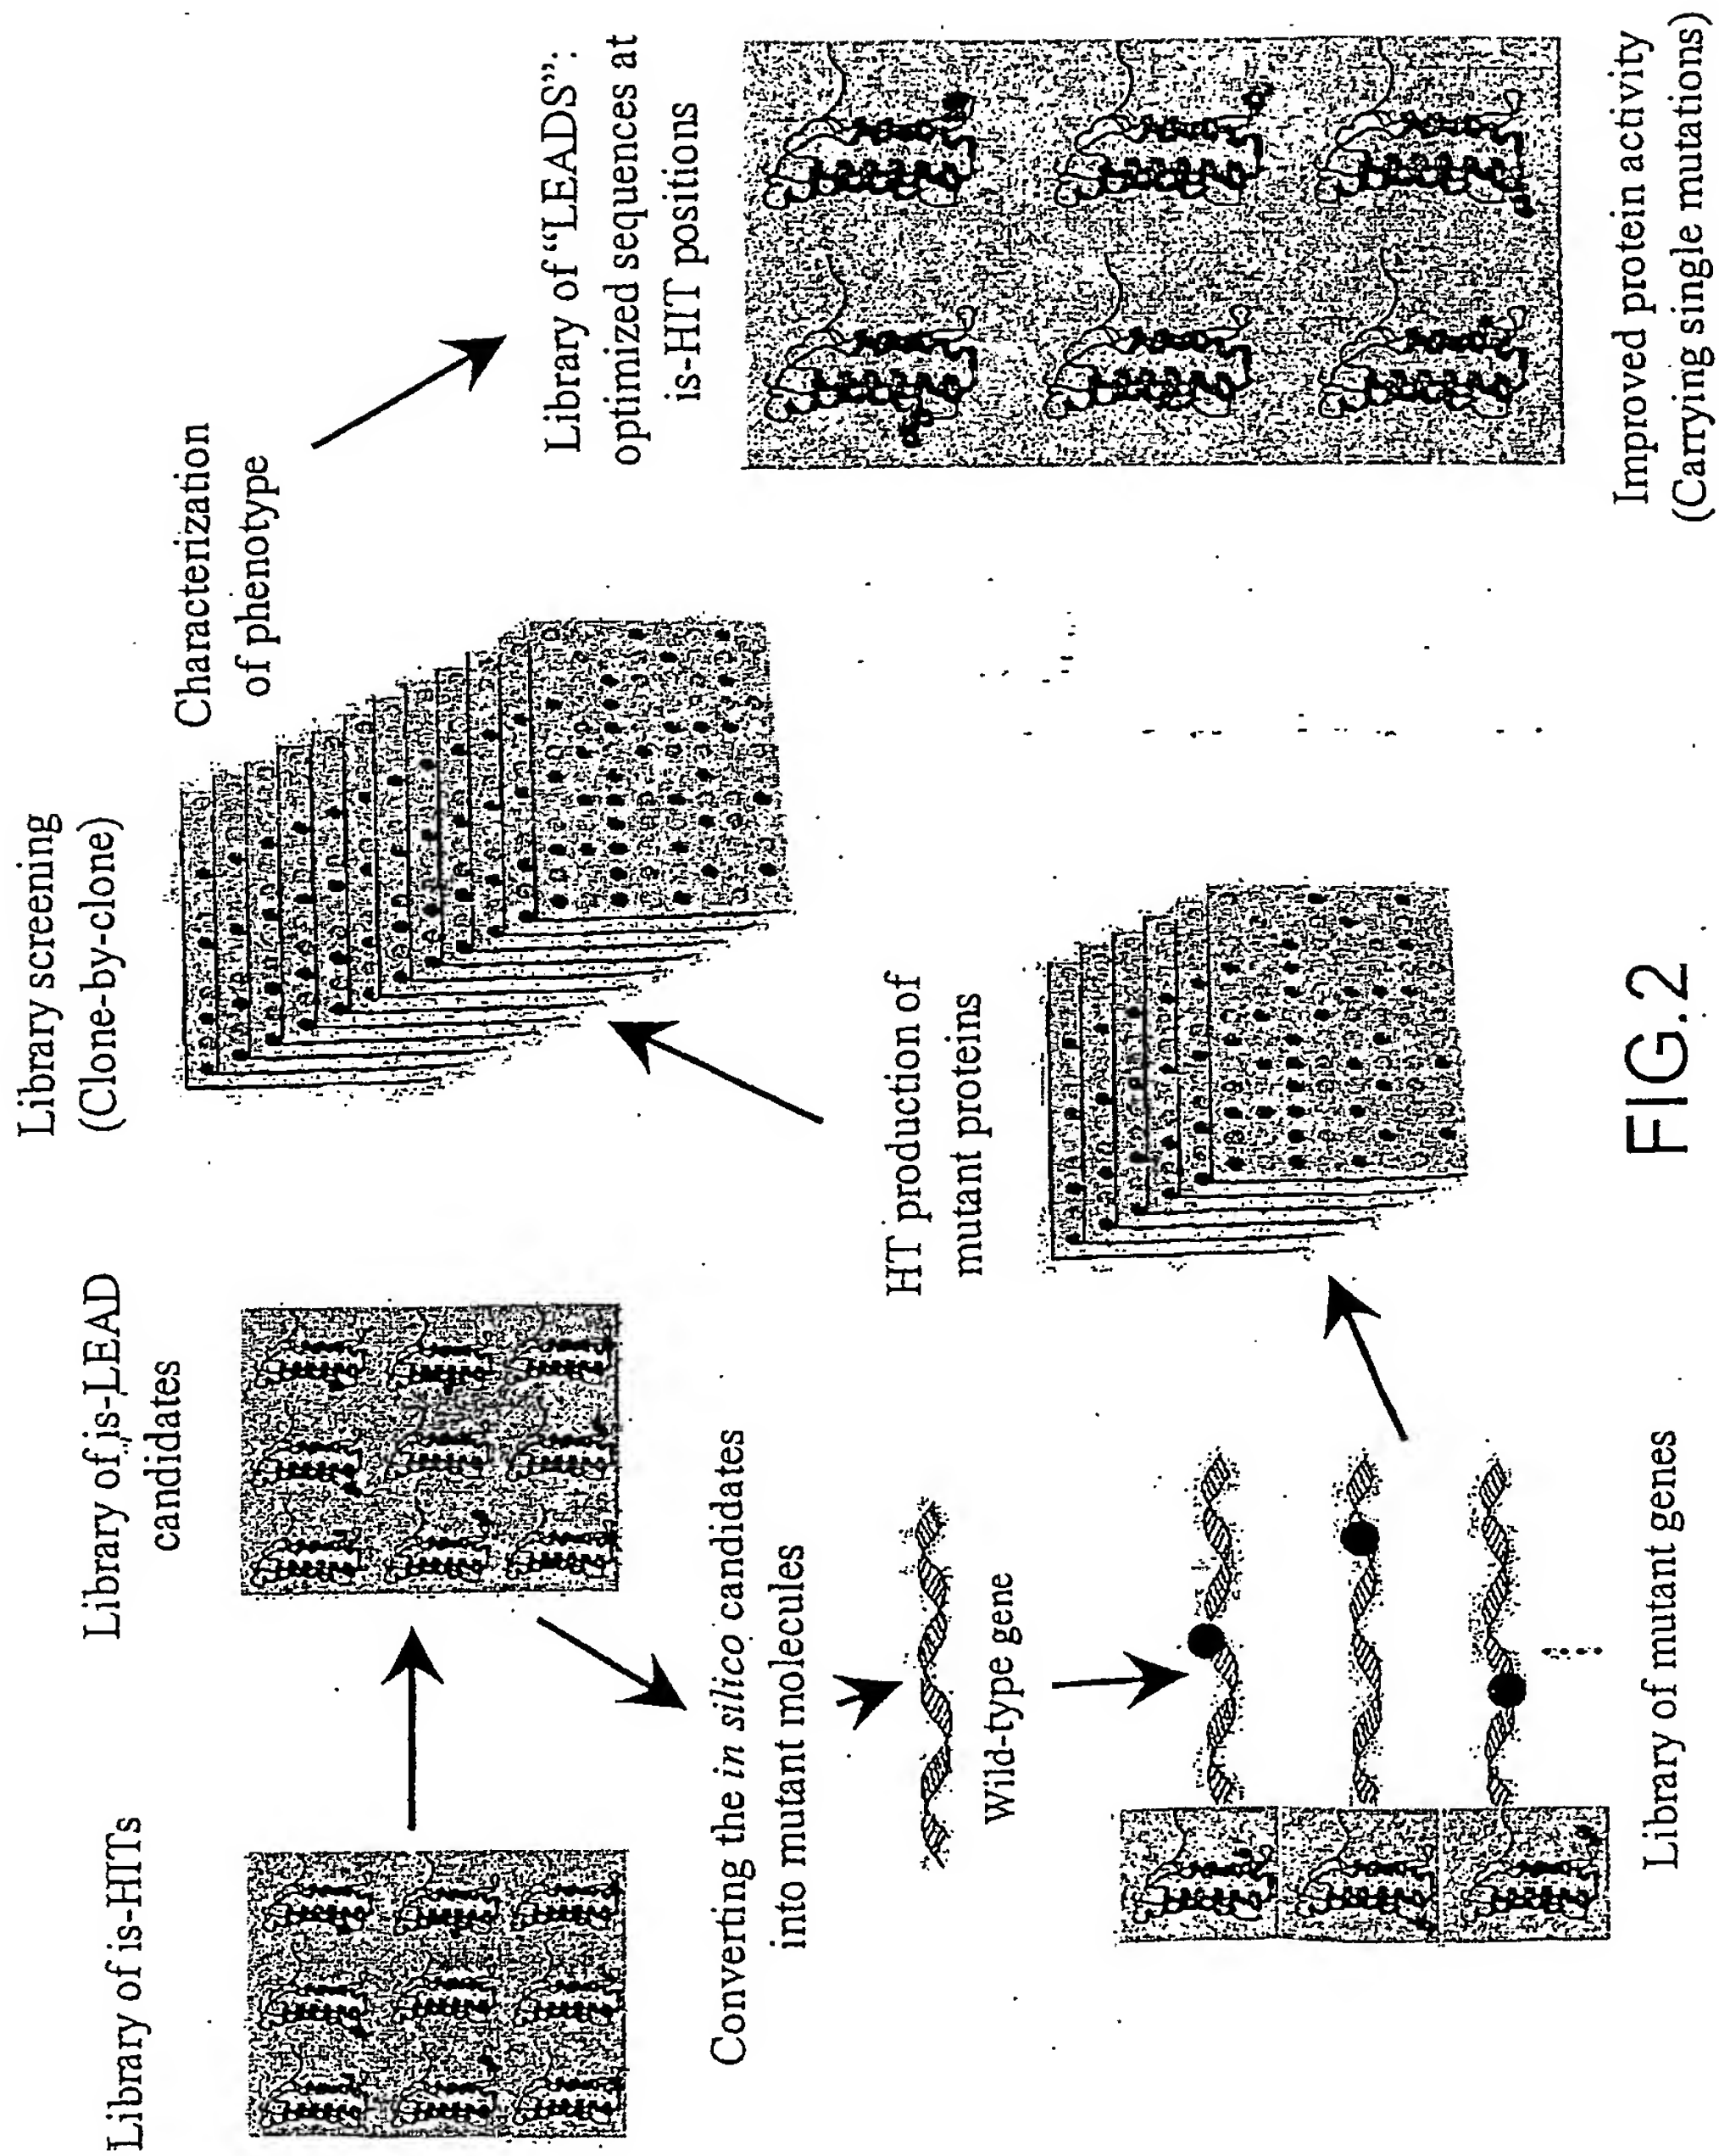 Library of is-HITs
Library of is-LEAD
candidates
Converting the in silico candidates
into mutant molecules
Wild-type gene
Library of mutant genes
HT production of
mutant proteins
Library screening
(Clone-by-clone)
Characterization
of phenotype
Library of “LEADS”:
optimized sequences at
is-HIT positions
Improved protein activity
(Carrying single mutations)
FIG.2